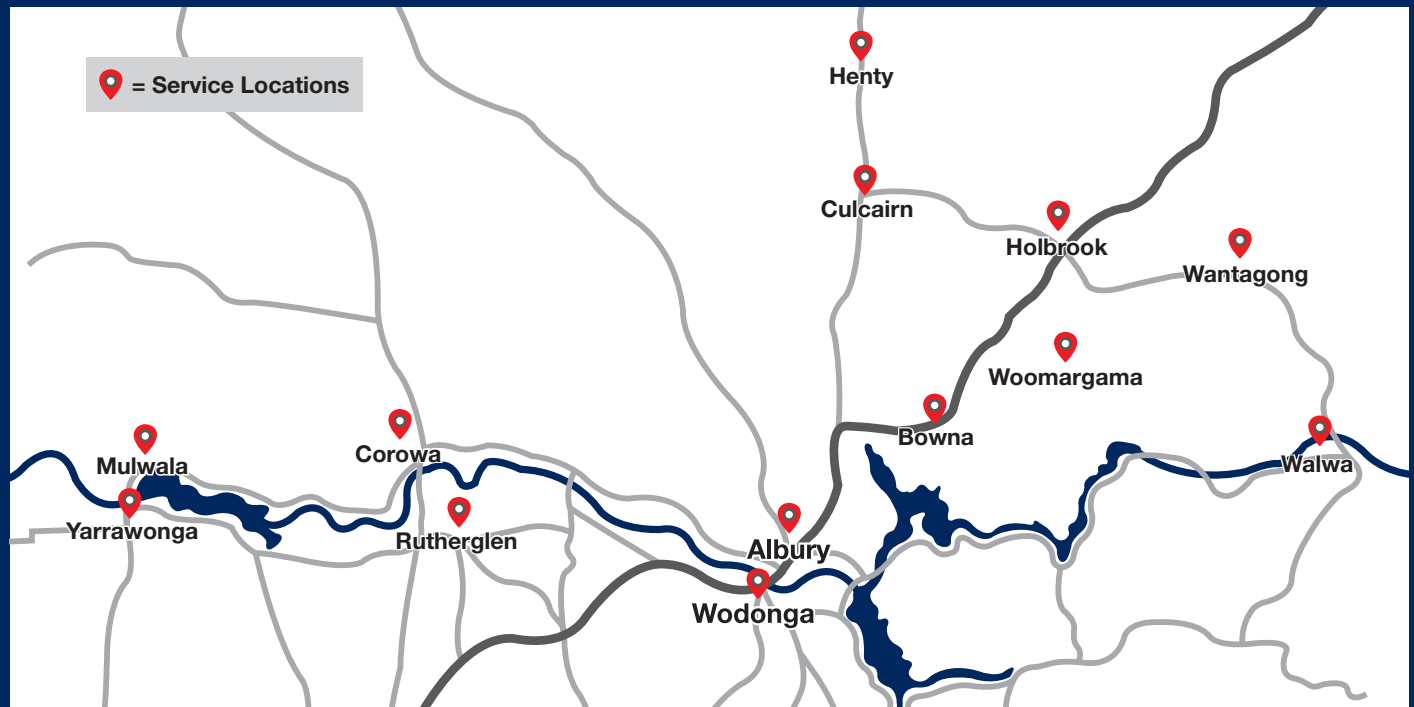 = Service Locations
Henty
Culcairn
Holbrook
Wantagong
Woomargama
Bowna
Corowa
Mulwala
Walwa
Yarrawonga
Rutherglen
Albury
Wodonga